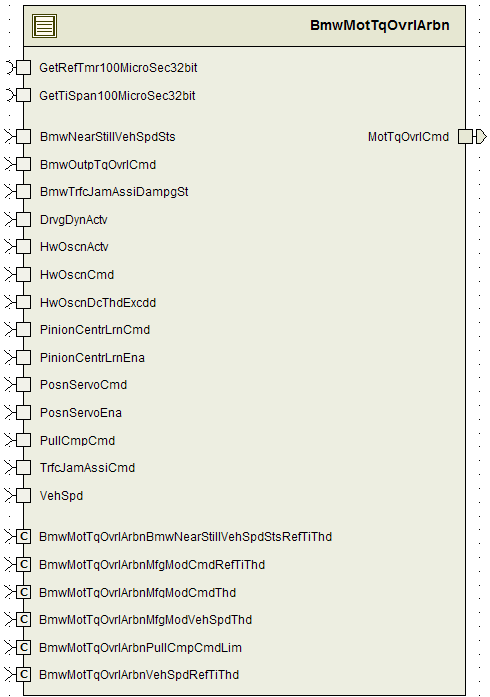 BmwMotTqOvrlArbn
GetRefTmr100MicroSec32bit
GetTiSpan100MicroSec32bit
BmwNearStillVehSpdSts
MotTqOvrlCmd
BmwOutpTqOvrlCmd
BmwTrfcJamAssiDampgSt
DrvgDynActv
HwOscnActv
HwOscnCmd
HwOscnDcThdExcdd
PinionCentrLrnCmd
PinionCentrLrnEna
PosnServoCmd
PosnServoEna
PullCmpCmd
TrfcJamAssiCmd
VehSpd
C BmwMotTqOvrlArbnBmwNearStillVehSpdStsRefTiThd
C BmwMotTqOvrlArbnMfgModCmdRefTiThd
C BmwMotTqOvrlArbnMfgModCmdThd
C BmwMotTqOvrlArbnMfgModVehSpdThd
C BmwMotTqOvrlArbnPullCmpCmdLim
C BmwMotTqOvrlArbnVehSpdRefTiThd